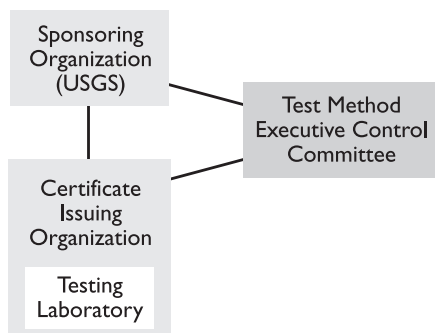 Sponsoring
Organization
(USGS)
Test Method
Executive Control
Committee
Certificate
Issuing
Organization
Testing
Laboratory